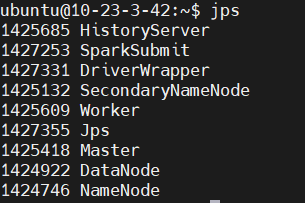 ubuntu@10-23-3-42:~$ jps
1425685 HistoryServer
1427253 SparkSubmit
1427331 DriverWrapper
1425132 SecondaryNameNode
1425609 Worker
1427355 Jps
1425418 Master
1424922 DataNode
1424746 NameNode